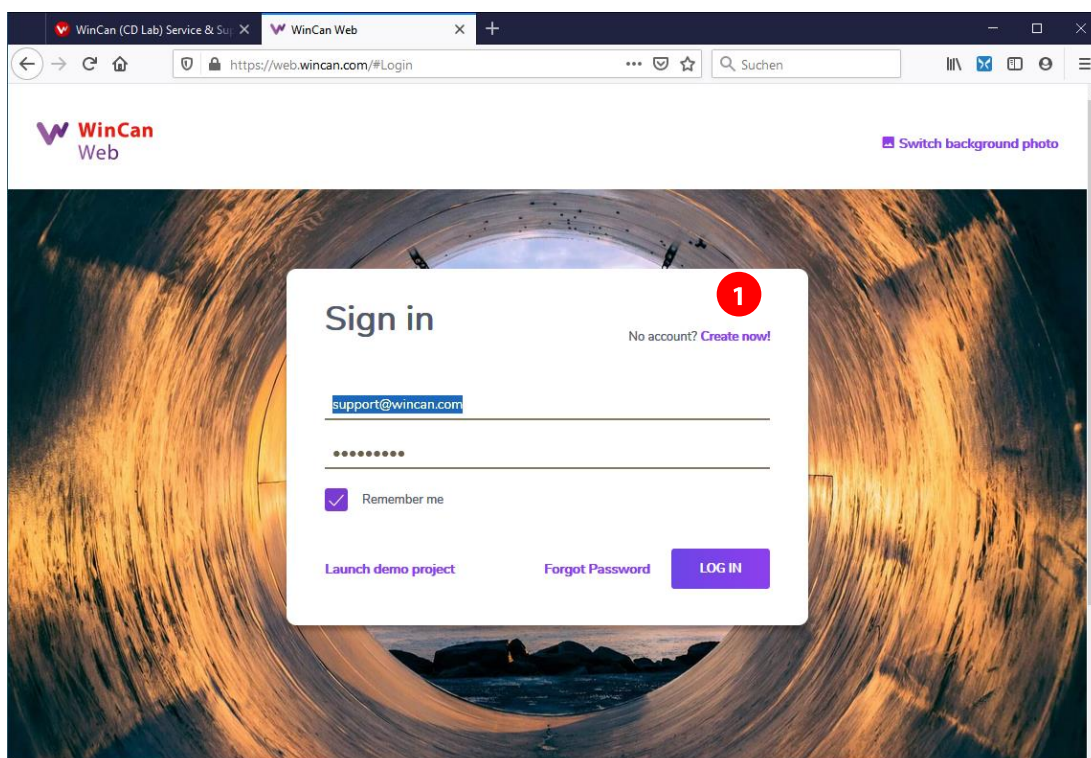 WinCan (CD Lab) Service & Su
WinCan Web
https://web.wincan.com/#Login
Suchen
WinCan
Web
Switch background photo
1
Sign in
No account? Create now!
support@wincan.com
•••••••••
Remember me
Launch demo project
Forgot Password
LOG IN